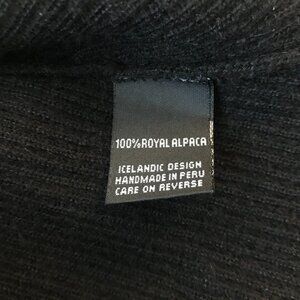 100%ROYAL ALPACA
ICELANDIC DESIGN
HANDMADE IN PERU
CARE ON REVERSE